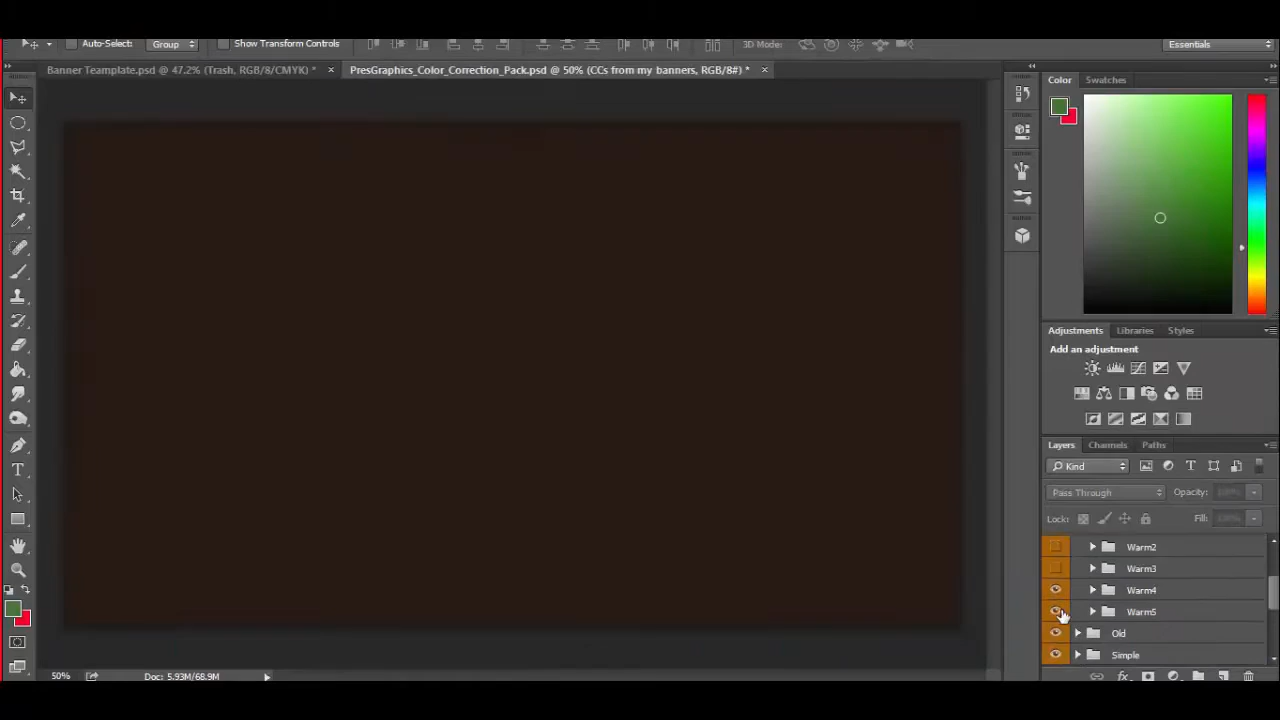 Auto-Select: Group Show Transform Controls 3D Mode: Essentials
Banner Teamplate.psd @ 47.2% (Trash, RGB/8/CMYK) * × PresGraphics_Color_Correction_Pack.psd @ 50% (CCs from my banners, RGB/8#) * ×
Color Swatches
Adjustments Libraries Styles
Add an adjustment
Layers Channels Paths
Kind
Pass Through Opacity: 100%
Lock: Fill: 100%
Warm2
Warm3
Warm4
Warm5
Old
Simple
50% Doc: 5.93M/68.9M